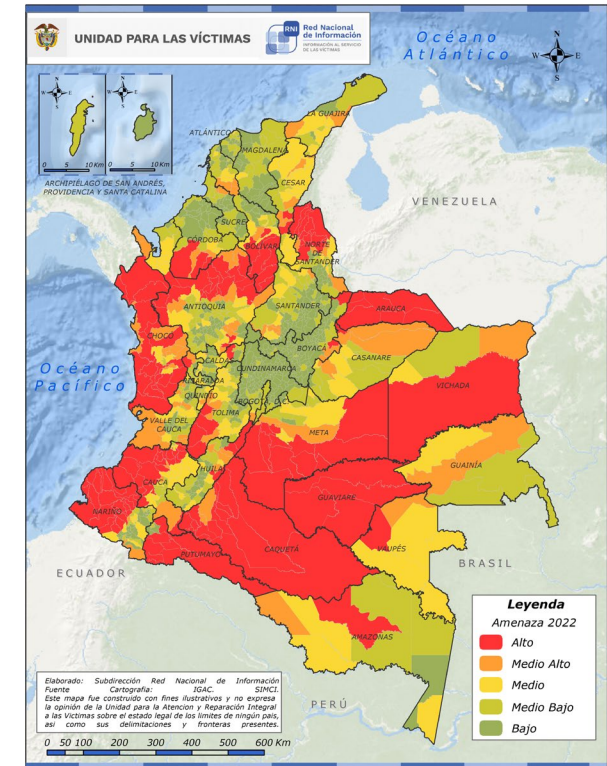 UNIDAD PARA LAS VÍCTIMAS
RNI
Red Nacional
de Información
INFORMACIÓN AL SERVICIO
DE LAS VÍCTIMAS
Océano
Atlántico
N
W E
S
N
W E
S
N
W E
S
0 5 10 Km
0 5 10 Km
ARCHIPIÉLAGO DE SAN ANDRÉS,
PROVIDENCIA Y SANTA CATALINA
LA GUAJIRA
ATLÁNTICO
MAGDALENA
CESAR
VENEZUELA
SUCRE
CÓRDOBA
BOLÍVAR
NORTE
DE
SANTANDER
ANTIOQUIA
SANTANDER
ARAUCA
CHOCÓ
BOYACÁ
CASANARE
CALDAS
CUNDINAMARCA
Océano
Pacífico
RISARALDA
VICHADA
QUINDÍO
BOGOTÁ, D.C.
TOLIMA
VALLE DEL
CAUCA
META
GUAINÍA
HUILA
CAUCA
GUAVIARE
NARIÑO
VAUPÉS
CAQUETÁ
PUTUMAYO
BRASIL
ECUADOR
AMAZONAS
PERÚ
Leyenda
Amenaza 2022
Alto
Medio Alto
Medio
Medio Bajo
Bajo
Elaborado: Subdirección Red Nacional de Información
Fuente Cartografía: IGAC. SIMCI.
Este mapa fue construido con fines ilustrativos y no expresa
la opinión de la Unidad para la Atencion y Reparación Integral
a las Victimas sobre el estado legal de los limites de ningún país,
asi como sus delimitaciones y fronteras presentes.
0 50 100 200 300 400 500 600 Km